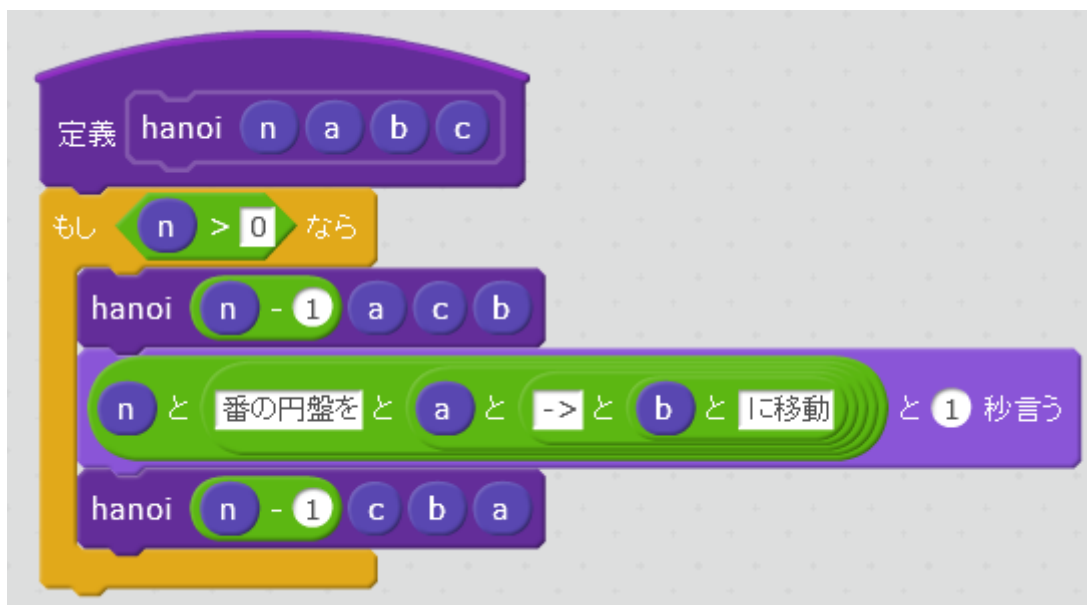 定義 hanoi n a b c
もし n > 0 なら
hanoi n - 1 a c b
n と 番の円盤を と a と -> と b と に移動 と 1 秒言う
hanoi n - 1 c b a